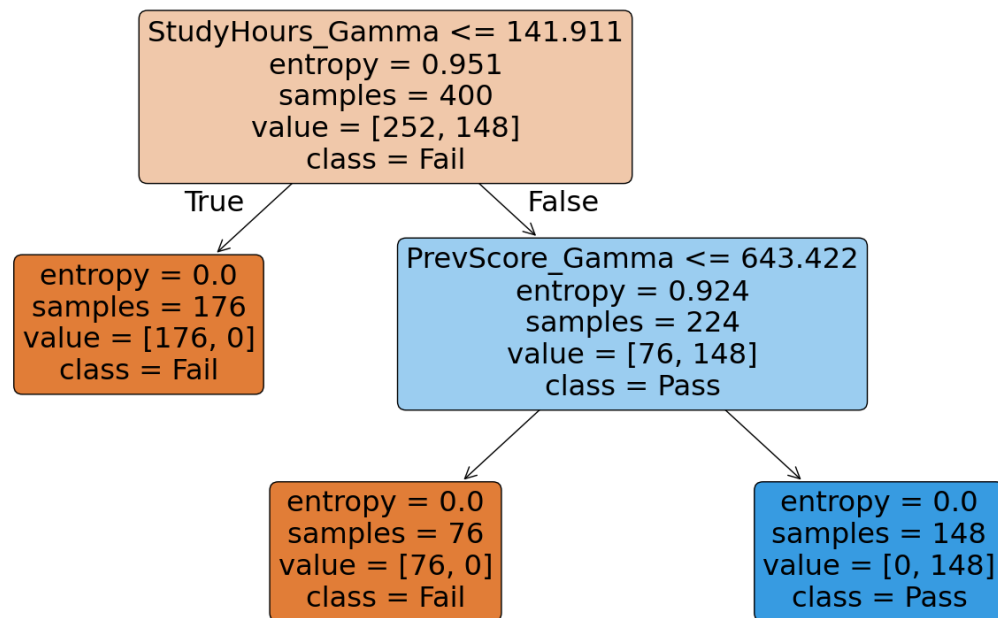 StudyHours_Gamma <= 141.911
entropy = 0.951
samples = 400
value = [252, 148]
class = Fail
True
False
entropy = 0.0
samples = 176
value = [176, 0]
class = Fail
PrevScore_Gamma <= 643.422
entropy = 0.924
samples = 224
value = [76, 148]
class = Pass
entropy = 0.0
samples = 76
value = [76, 0]
class = Fail
entropy = 0.0
samples = 148
value = [0, 148]
class = Pass